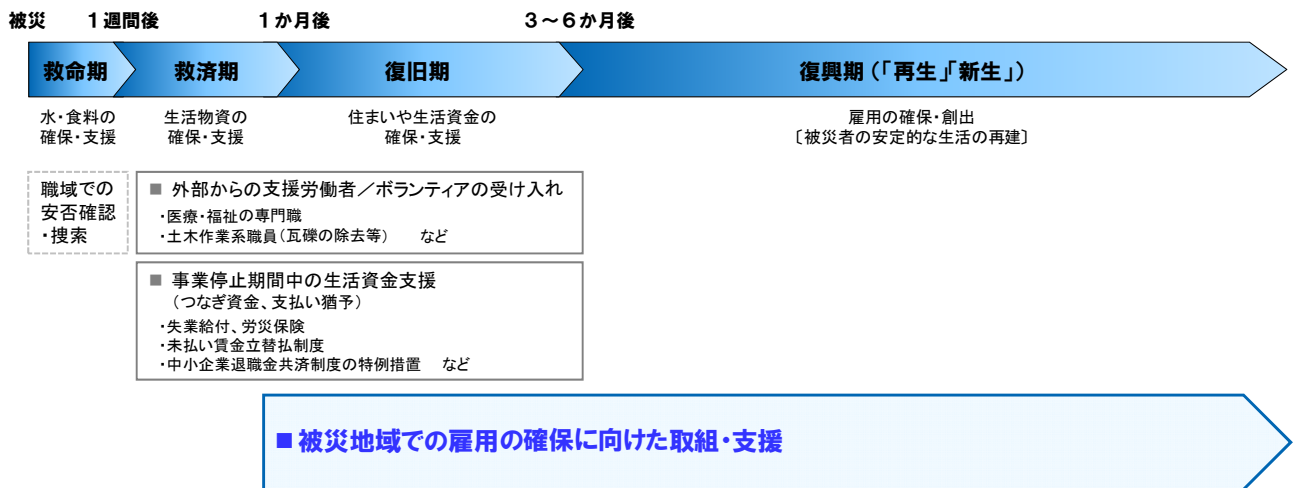 被災 1週間後 1か月後 3～6か月後
救命期 救済期 復旧期 復興期（「再生」「新生」）
水・食料の
確保・支援
生活物資の
確保・支援
住まいや生活資金の
確保・支援
雇用の確保・創出
〔被災者の安定的な生活の再建〕
職域での
安否確認
・捜索
■ 外部からの支援労働者／ボランティアの受け入れ
・医療・福祉の専門職
・土木作業系職員（瓦礫の除去等） など
■ 事業停止期間中の生活資金支援
（つなぎ資金、支払い猶予）
・失業給付、労災保険
・未払い賃金立替払制度
・中小企業退職金共済制度の特例措置 など
■被災地域での雇用の確保に向けた取組・支援